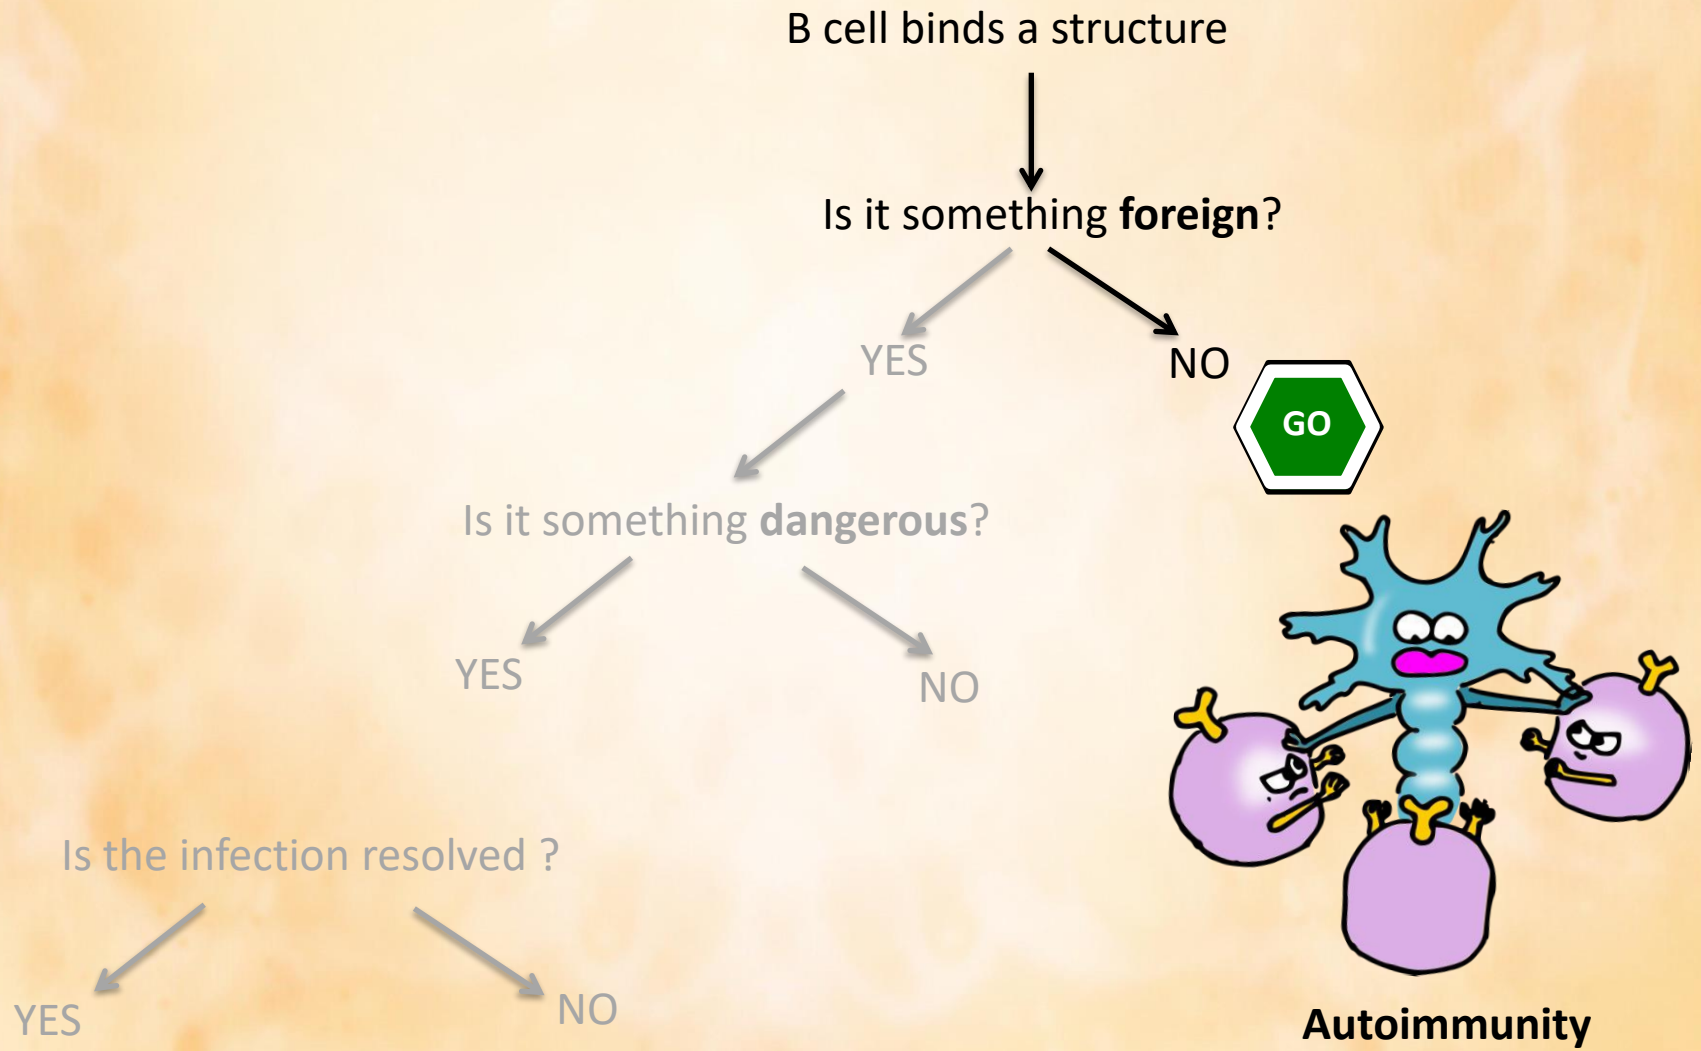 B cell binds a structure
Is it something foreign?
YES
NO
GO
Is it something dangerous?
YES
NO
Is the infection resolved ?
YES
NO
Autoimmunity